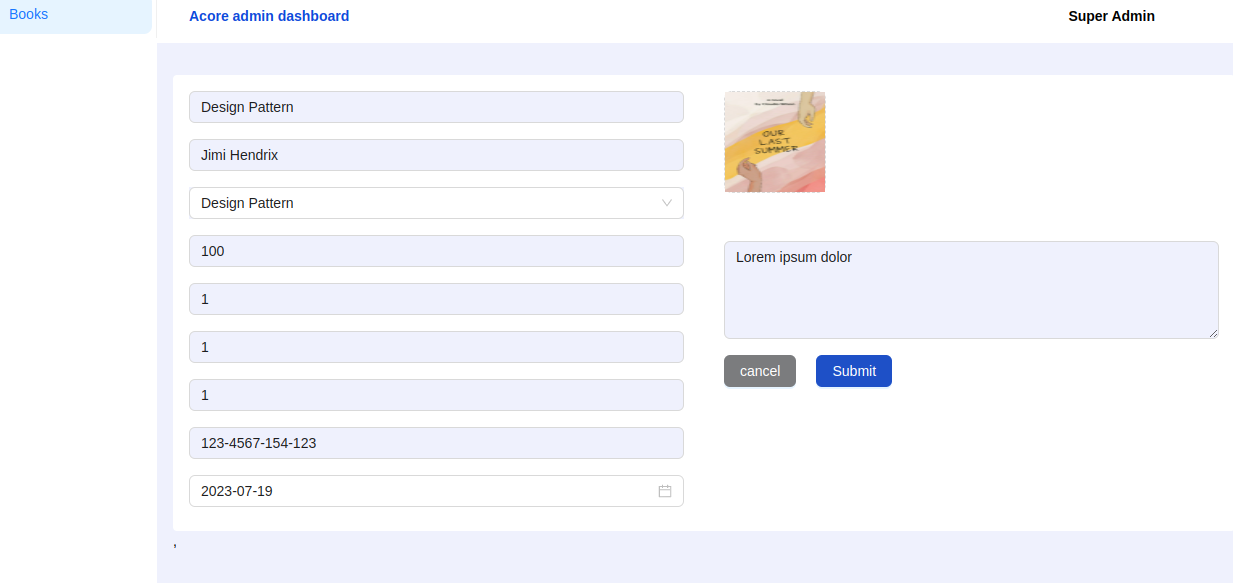 Books
Acore admin dashboard
Super Admin
Design Pattern
Jimi Hendrix
Design Pattern
100
1
1
1
123-4567-154-123
2023-07-19
OUR
LAST
SUMMER
Lorem ipsum dolor
cancel
Submit
,